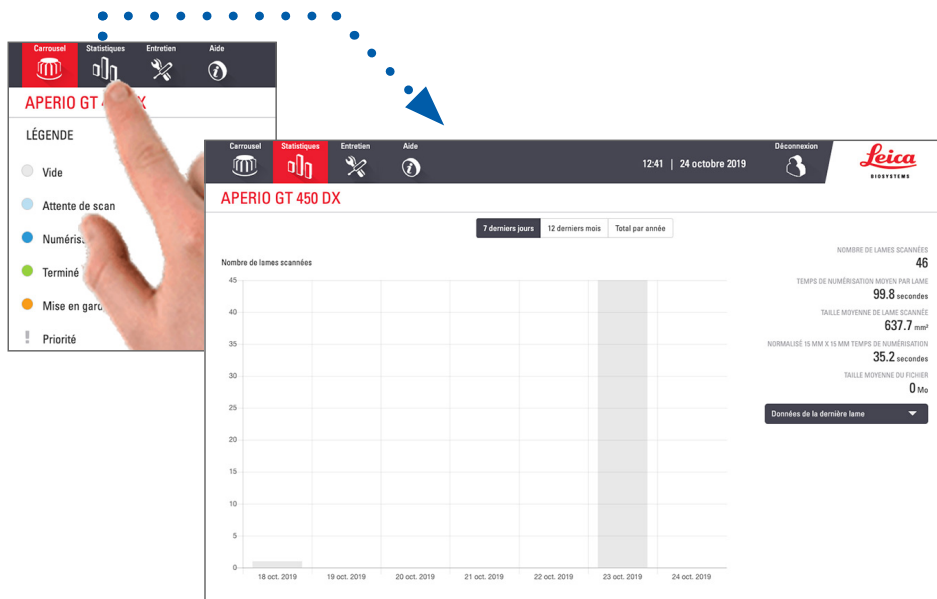 Carrousel Statistiques Entretien Aide
APERIO GT
LÉGENDE
Vide
Attente de scan
Terminé
Priorité
Carrousel Statistiques Entretien Aide
12:41 | 24 octobre 2019
Déconnexion
Leica
BIOSYSTEMS
APERIO GT 450 DX
7 derniers jours 12 derniers mois Total par année
Nombre de lames scannées
45
40
35
30
25
20
15
10
5
0
18 oct. 2019 19 oct. 2019 20 oct. 2019 21 oct. 2019 22 oct. 2019 23 oct. 2019 24 oct. 2019
NOMBRE DE LAMES SCANNÉES
46
TEMPS DE NUMÉRISATION MOYEN PAR LAME
99.8 secondes
TAILLE MOYENNE DE LAME SCANNÉE
637.7 mm²
NORMALISÉ 15 MM X 15 MM TEMPS DE NUMÉRISATION
35.2 secondes
TAILLE MOYENNE DU FICHIER
0 Mo
Données de la dernière lame